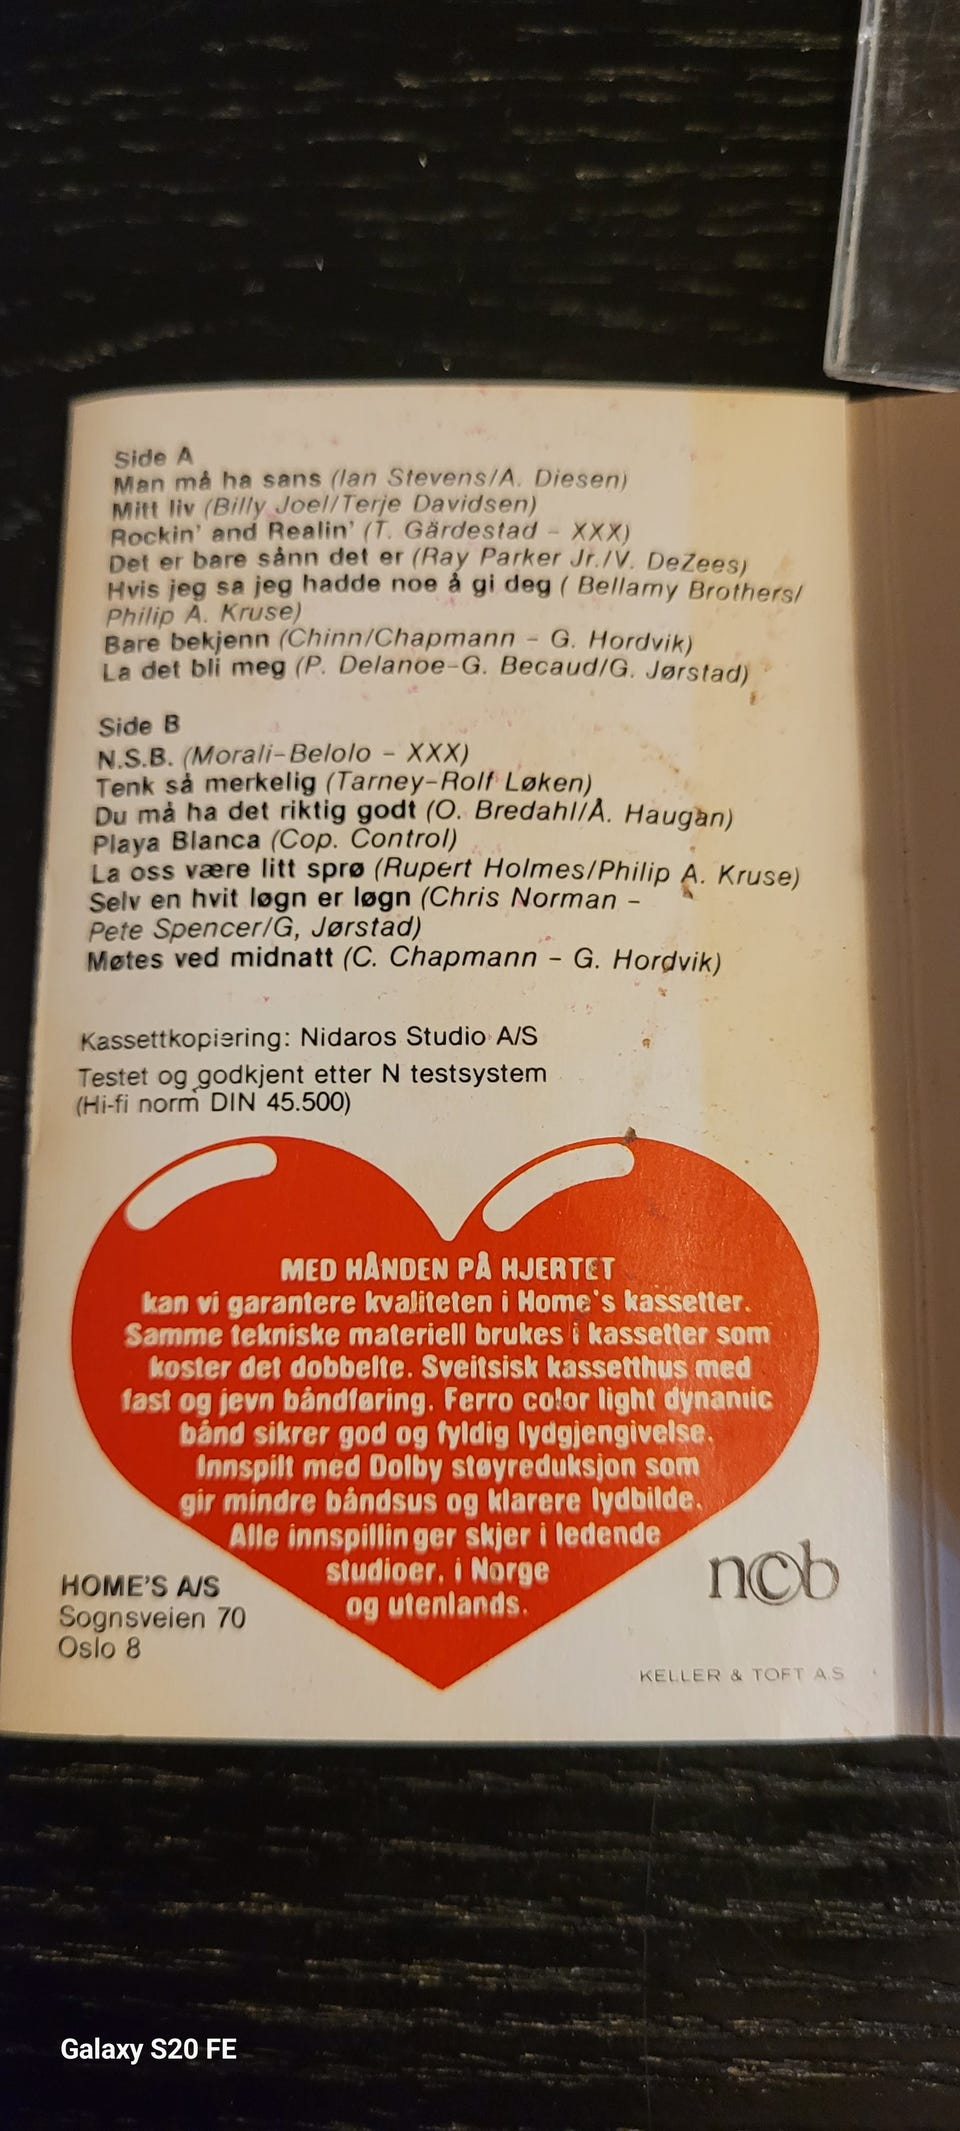 Side A
Man må ha sans (Ian Stevens/A. Diesen)
Mitt liv (Billy Joel/Terje Davidsen)
Rockin' and Realin' (T. Gärdestad - XXX)
Det er bare sånn det er (Ray Parker Jr./V. DeZees)
Hvis jeg sa jeg hadde noe å gi deg ( Bellamy Brothers/
Philip A. Kruse)
Bare bekjenn (Chinn/Chapmann - G. Hordvik)
La det bli meg (P. Delanoe-G. Becaud/G. Jørstad)
Side B
N.S.B. (Morali-Belolo - XXX)
Tenk så merkelig (Tarney-Rolf Løken)
Du må ha det riktig godt (O. Bredahl/Å. Haugan)
Playa Blanca (Cop. Control)
La oss være litt sprø (Rupert Holmes/Philip A. Kruse)
Selv en hvit løgn er løgn (Chris Norman -
Pete Spencer/G, Jørstad)
Møtes ved midnatt (C. Chapmann - G. Hordvik)
Kassettkopiering: Nidaros Studio A/S
Testet og godkjent etter N testsystem
(Hi-fi norm DIN 45.500)
MED HÅNDEN PÅ HJERTET
kan vi garantere kvaliteten i Home's kassetter.
Samme tekniske materiell brukes i kassetter som
koster det dobbelte. Sveitsisk kassetthus med
fast og jevn båndføring. Ferro color light dynamic
bånd sikrer god og fyldig lydgjengivelse.
Innspilt med Dolby støyreduksjon som
gir mindre båndsus og klarere lydbilde.
Alle innspillinger skjer i ledende
studioer, i Norge
og utenlands.
HOME'S A/S
Sognsveien 70
Oslo 8
ncb
KELLER & TOFT A.S
Galaxy S20 FE